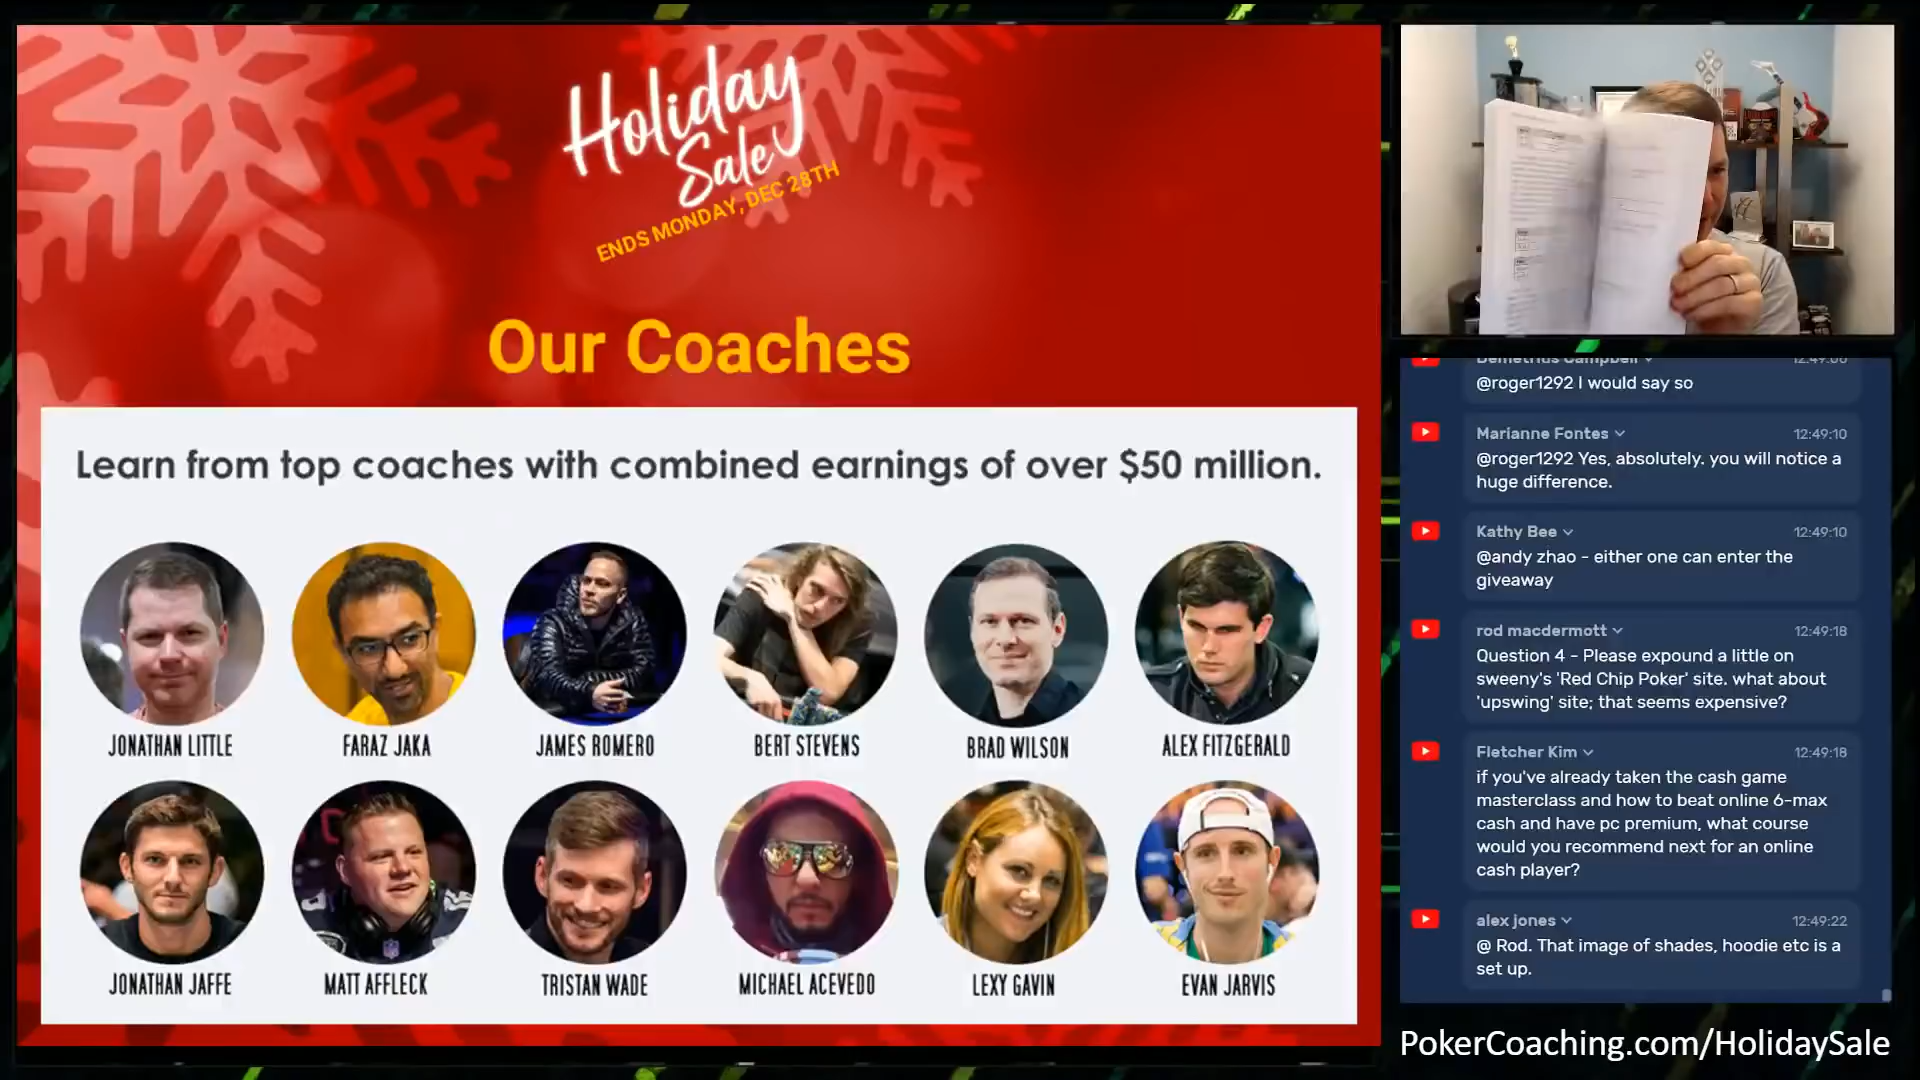 Holiday
Sale
ENDS MONDAY, DEC 28TH
Our Coaches
Learn from top coaches with combined earnings of over $50 million.
JONATHAN LITTLE
FARAZ JAKA
JAMES ROMERO
BERT STEVENS
BRAD WILSON
ALEX FITZGERALD
JONATHAN JAFFE
MATT AFFLECK
TRISTAN WADE
MICHAEL ACEVEDO
LEXY GAVIN
EVAN JARVIS
Demetrius Campbell
@roger1292 I would say so
Marianne Fontes 12:49:10
@roger1292 Yes, absolutely. you will notice a
huge difference.
Kathy Bee 12:49:10
@andy zhao - either one can enter the
giveaway
rod macdermott 12:49:18
Question 4 - Please expound a little on
sweeny's 'Red Chip Poker' site. what about
'upswing' site; that seems expensive?
Fletcher Kim 12:49:18
if you've already taken the cash game
masterclass and how to beat online 6-max
cash and have pc premium, what course
would you recommend next for an online
cash player?
alex jones 12:49:22
@ Rod. That image of shades, hoodie etc is a
set up.
PokerCoaching.com/HolidaySale